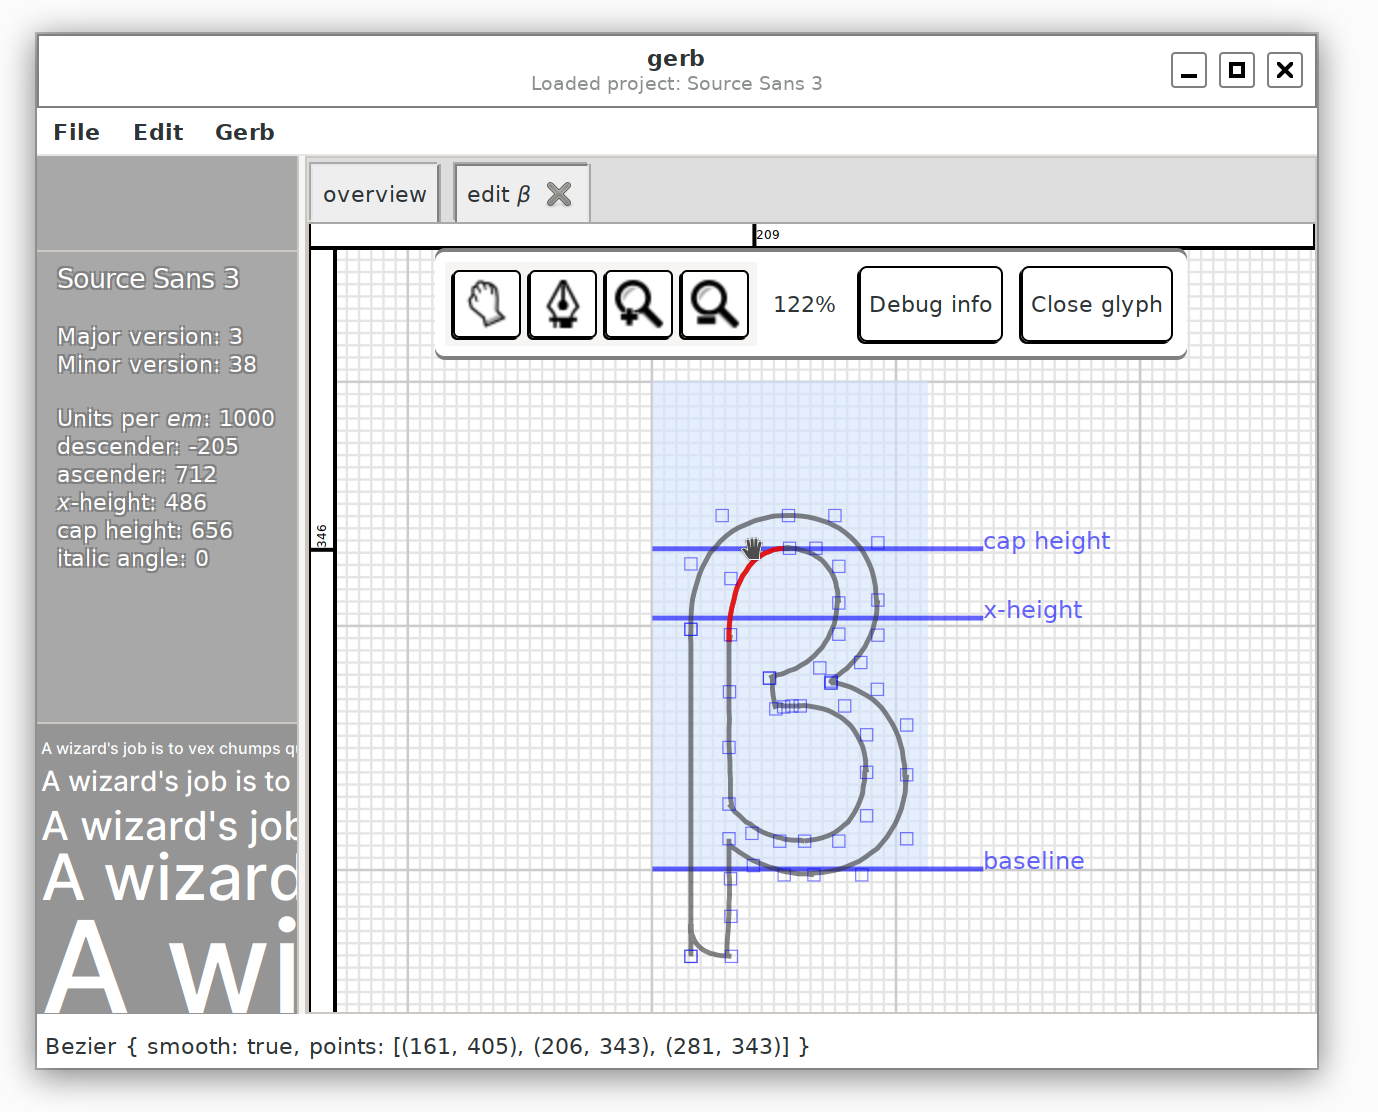 gerb
Loaded project: Source Sans 3
File Edit Gerb
overview edit β
209
122% Debug info Close glyph
Source Sans 3
Major version: 3
Minor version: 38
Units per em: 1000
descender: -205
ascender: 712
x-height: 486
cap height: 656
italic angle: 0
346
cap height
x-height
baseline
A wizard's job is to vex chumps
A wizard's job is to
A wizard's job
A wizard
A wi
Bezier { smooth: true, points: [(161, 405), (206, 343), (281, 343)] }